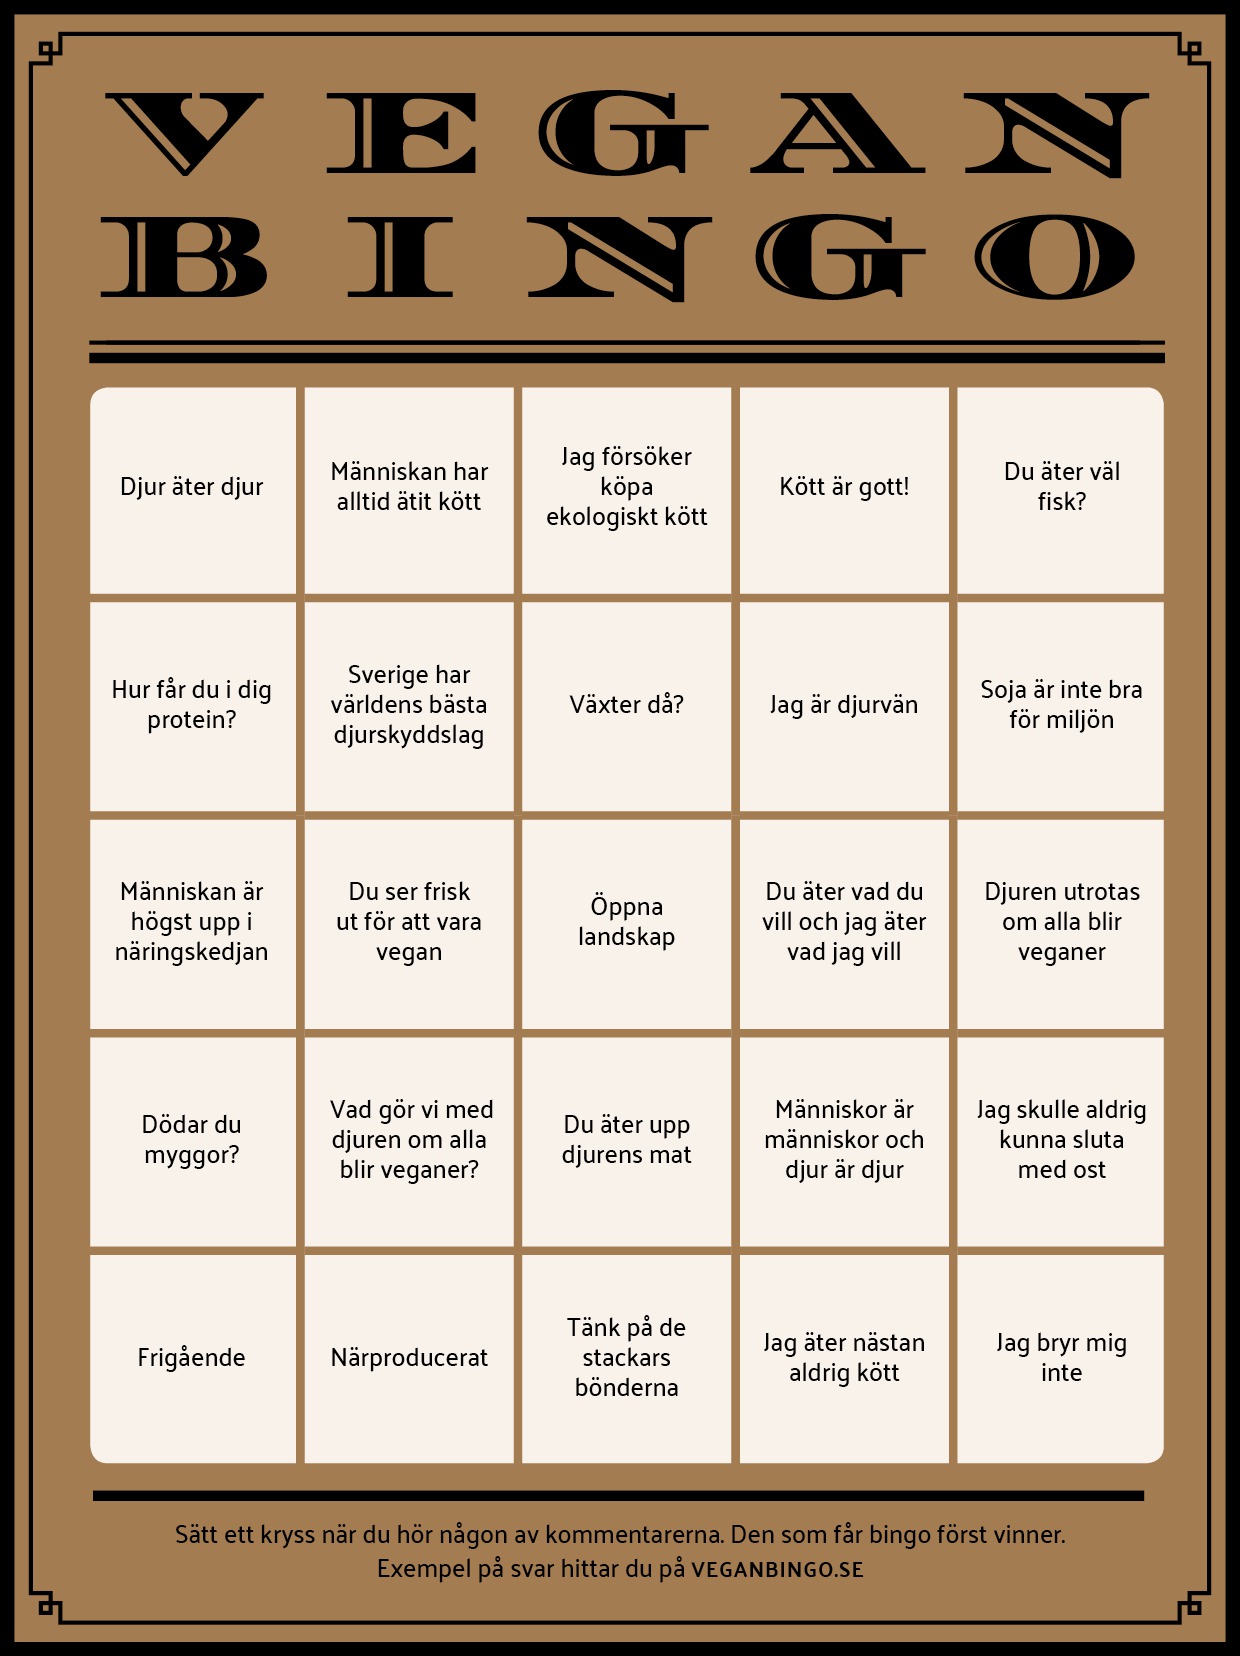 VEGAN
BINGO
Djur äter djur
Människan har
alltid ätit kött
Jag försöker
köpa
ekologiskt kött
Kött är gott!
Du äter väl
fisk?
Hur får du i dig
protein?
Sverige har
världens bästa
djurskyddslag
Växter då?
Jag är djurvän
Soja är inte bra
för miljön
Människan är
högst upp i
näringskedjan
Du ser frisk
ut för att vara
vegan
Öppna
landskap
Du äter vad du
vill och jag äter
vad jag vill
Djuren utrotas
om alla blir
veganer
Dödar du
myggor?
Vad gör vi med
djuren om alla
blir veganer?
Du äter upp
djurens mat
Människor är
människor och
djur är djur
Jag skulle aldrig
kunna sluta
med ost
Frigående
Närproducerat
Tänk på de
stackars
bönderna
Jag äter nästan
aldrig kött
Jag bryr mig
inte
Sätt ett kryss när du hör någon av kommentarerna. Den som får bingo först vinner.
Exempel på svar hittar du på VEGANBINGO.SE